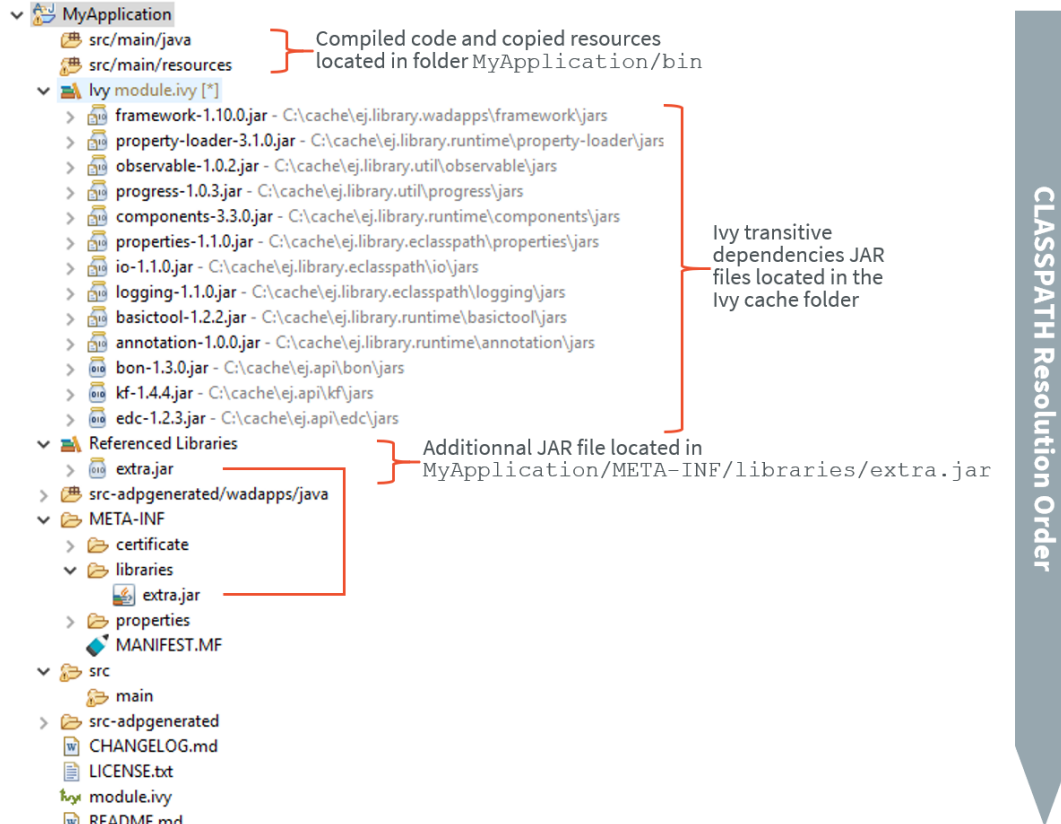 MyApplication
src/main/java
src/main/resources
Compiled code and copied resources
located in folder MyApplication/bin
Ivy module.ivy [*]
framework-1.10.0.jar - C:\cache\ej.library.wadapps\framework\jars
property-loader-3.1.0.jar - C:\cache\ej.library.runtime\property-loader\jars
observable-1.0.2.jar - C:\cache\ej.library.util\observable\jars
progress-1.0.3.jar - C:\cache\ej.library.util\progress\jars
components-3.3.0.jar - C:\cache\ej.library.runtime\components\jars
properties-1.1.0.jar - C:\cache\ej.library.eclasspath\properties\jars
io-1.1.0.jar - C:\cache\ej.library.eclasspath\io\jars
logging-1.1.0.jar - C:\cache\ej.library.eclasspath\logging\jars
basictool-1.2.2.jar - C:\cache\ej.library.runtime\basictool\jars
annotation-1.0.0.jar - C:\cache\ej.library.runtime\annotation\jars
bon-1.3.0.jar - C:\cache\ej.api\bon\jars
kf-1.4.4.jar - C:\cache\ej.api\kf\jars
edc-1.2.3.jar - C:\cache\ej.api\edc\jars
Ivy transitive
dependencies JAR
files located in the
Ivy cache folder
Referenced Libraries
extra.jar
Additionnal JAR file located in
MyApplication/META-INF/libraries/extra.jar
src-adpgenerated/wadapps/java
META-INF
certificate
libraries
extra.jar
properties
MANIFEST.MF
src
main
src-adpgenerated
CHANGELOG.md
LICENSE.txt
module.ivy
README.md
CLASSPATH Resolution Order